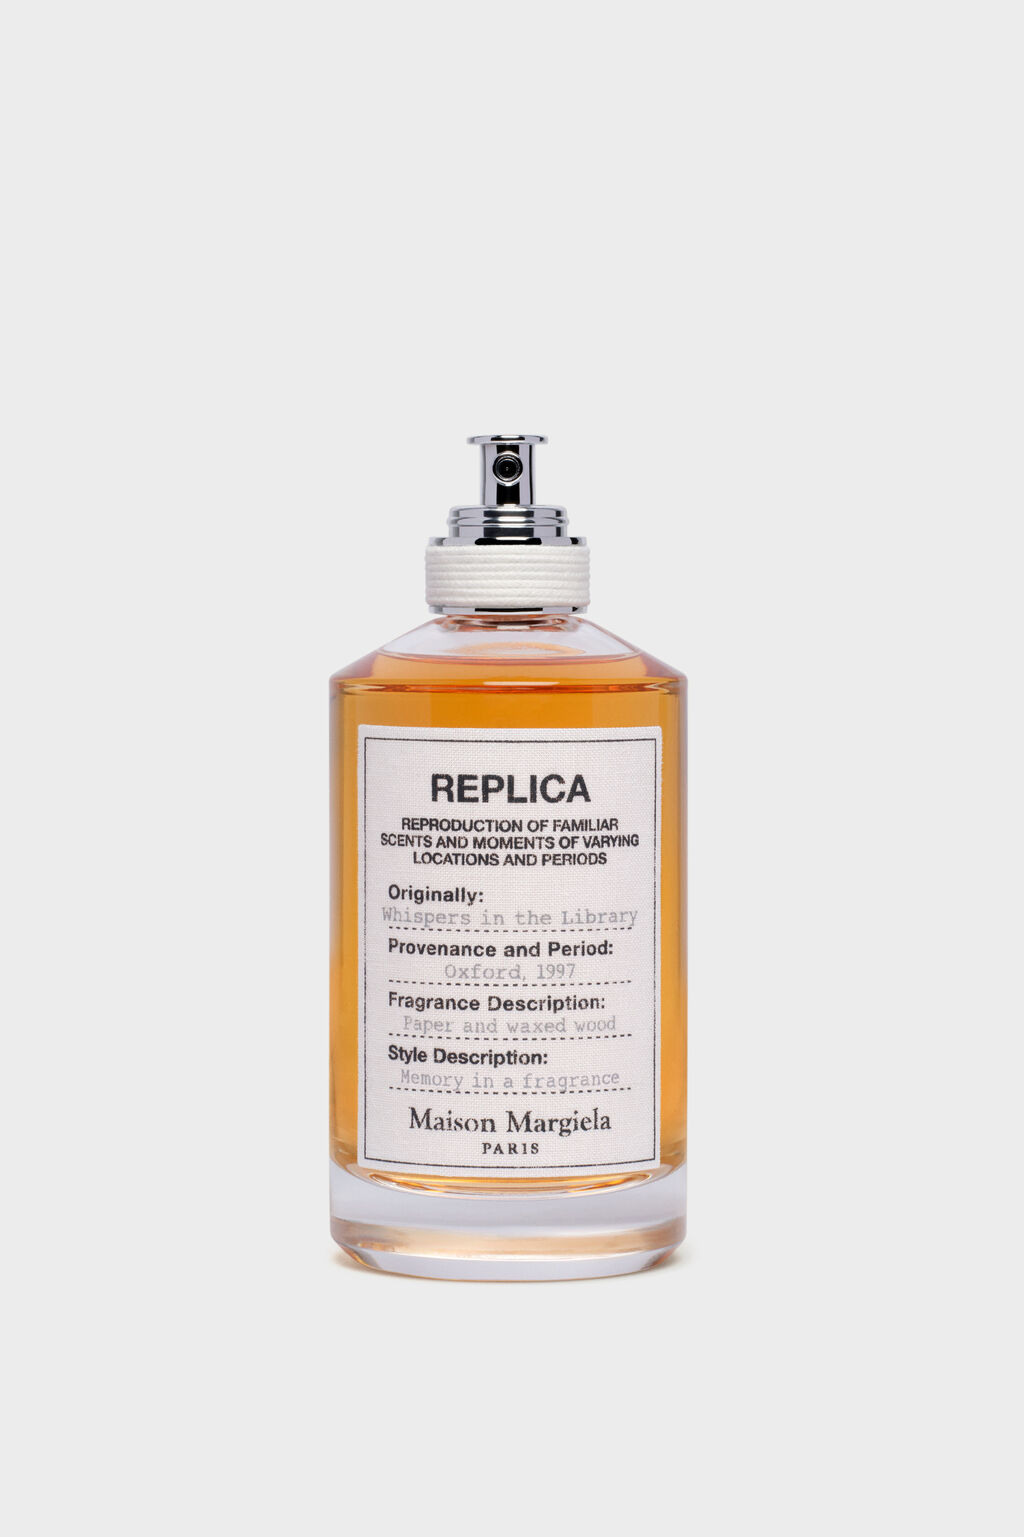 REPLICA
REPRODUCTION OF FAMILIAR
SCENTS AND MOMENTS OF VARYING
LOCATIONS AND PERIODS
Originally:
Whispers in the Library
Provenance and Period:
Oxford, 1997
Fragrance Description:
Paper and waxed wood
Style Description:
Memory in a fragrance
Maison Margiela
PARIS